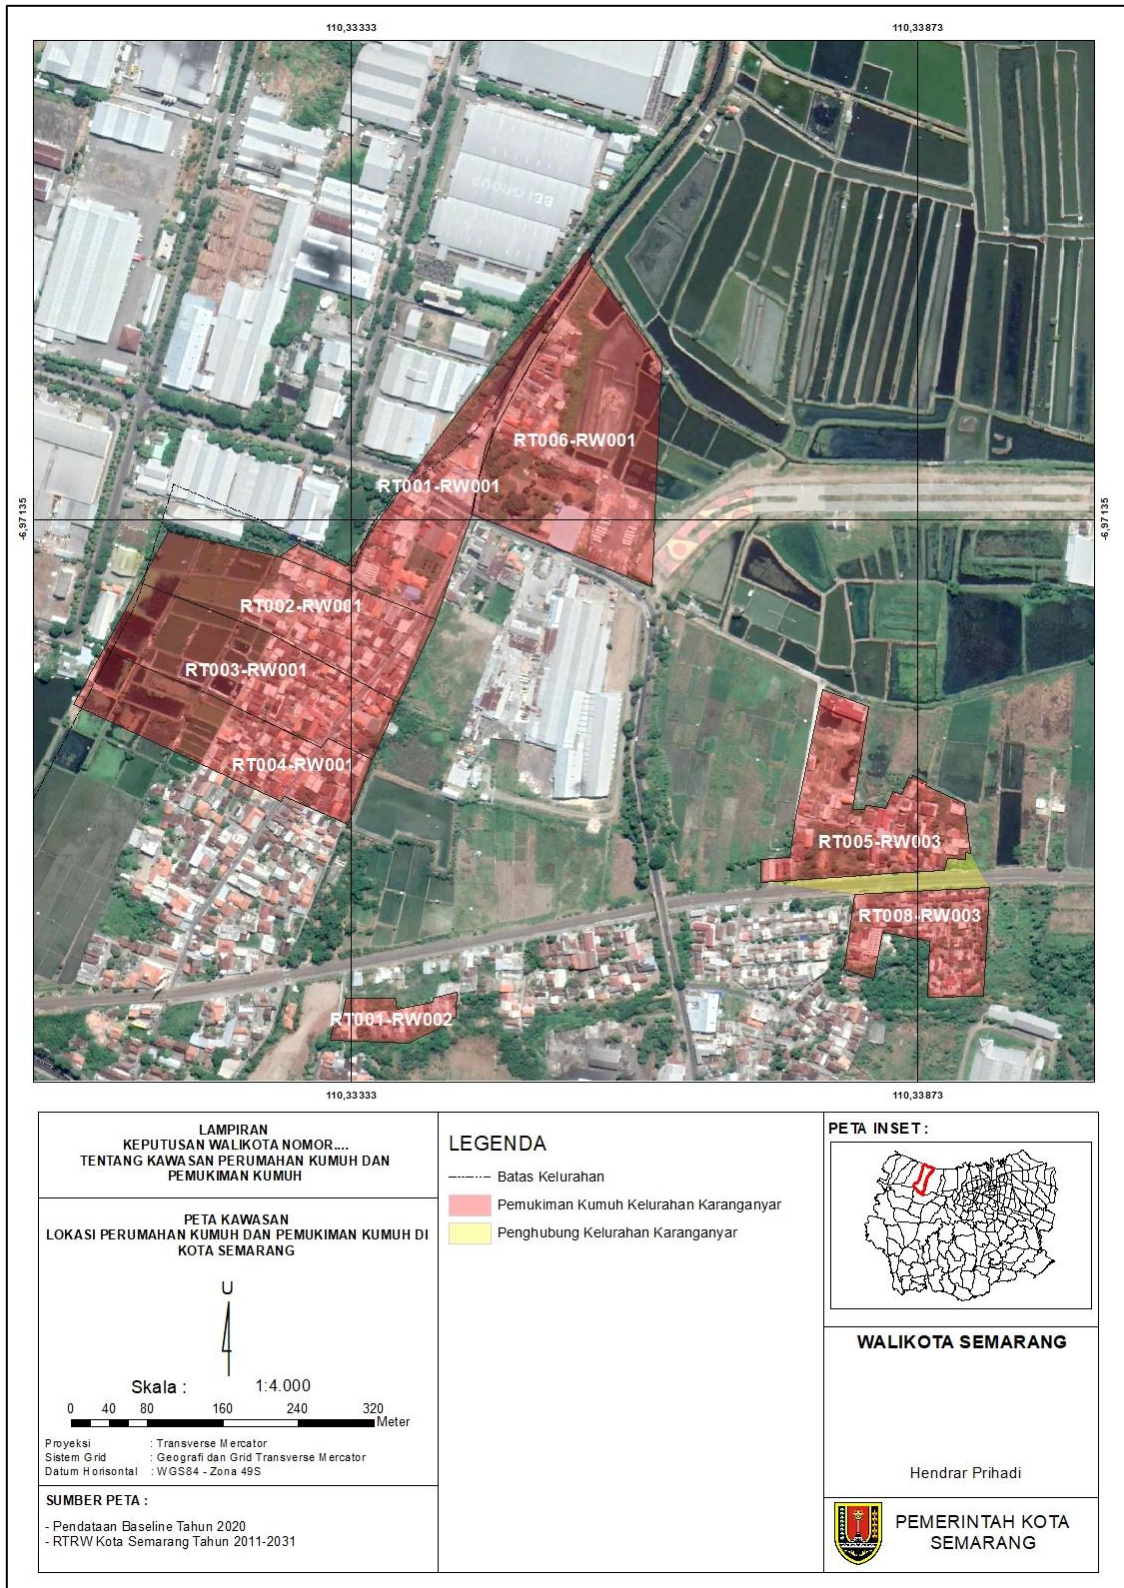 110,33333
110,33873
BEI GROUP
RT006-RW001
RT001-RW001
-6,97135
-6,97135
RT002-RW001
RT003-RW001
RT004-RW001
RT005-RW003
RT008-RW003
RT001-RW002
110,33333
110,33873
LAMPIRAN
KEPUTUSAN WALIKOTA NOMOR....
TENTANG KAWASAN PERUMAHAN KUMUH DAN
PEMUKIMAN KUMUH
PETA KAWASAN
LOKASI PERUMAHAN KUMUH DAN PEMUKIMAN KUMUH DI
KOTA SEMARANG
U
Skala : 1:4.000
0 40 80 160 240 320
Meter
Proyeksi : Transverse Mercator
Sistem Grid : Geografi dan Grid Transverse Mercator
Datum Horisontal : WGS84 - Zona 49S
SUMBER PETA :
- Pendataan Baseline Tahun 2020
- RTRW Kota Semarang Tahun 2011-2031
LEGENDA
Batas Kelurahan
Pemukiman Kumuh Kelurahan Karanganyar
Penghubung Kelurahan Karanganyar
PETA INSET :
WALIKOTA SEMARANG
Hendrar Prihadi
PEMERINTAH KOTA
SEMARANG